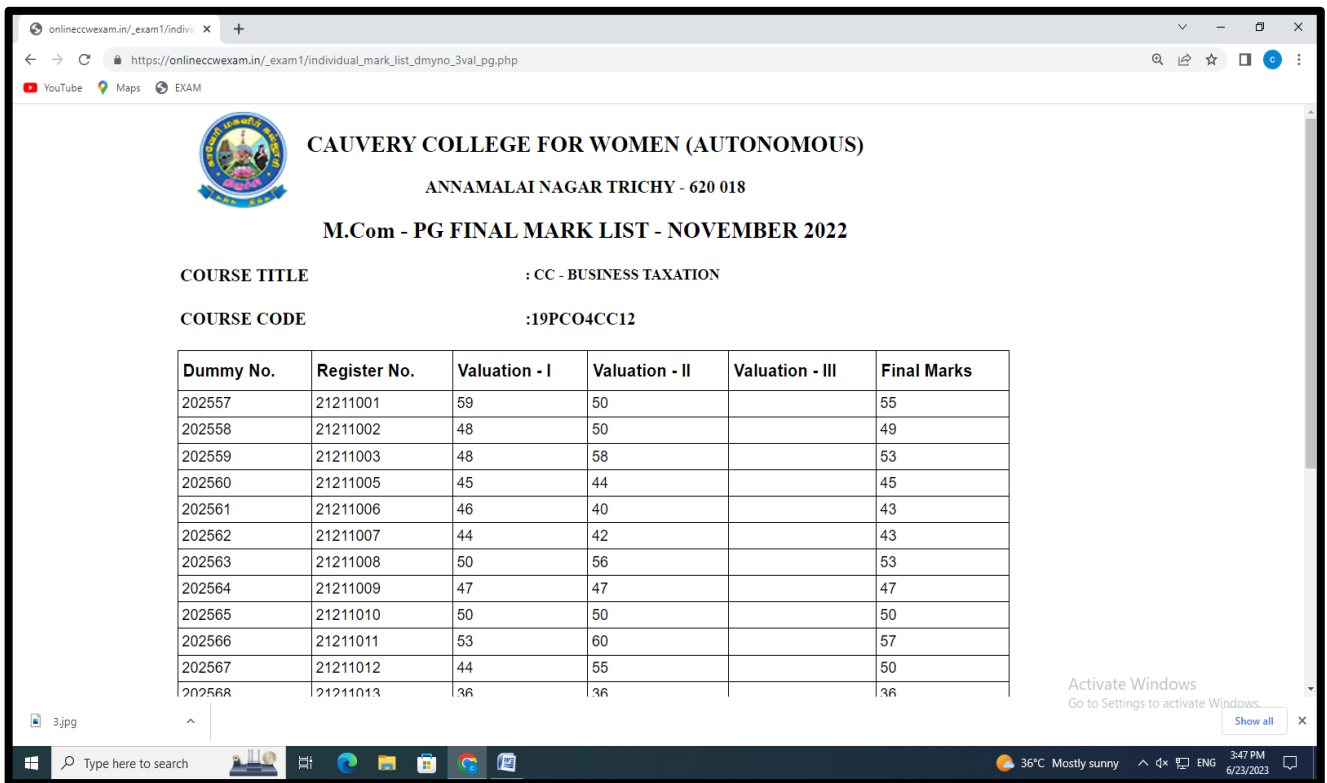 onlineccwexam.in/_exam1/indivi
https://onlineccwexam.in/_exam1/individual_mark_list_dmyno_3val_pg.php
C
YouTube Maps EXAM
CAUVERY COLLEGE FOR WOMEN (AUTONOMOUS)
ANNAMALAI NAGAR TRICHY - 620 018
M.Com - PG FINAL MARK LIST - NOVEMBER 2022
COURSE TITLE : CC - BUSINESS TAXATION
COURSE CODE :19PCO4CC12
Dummy No. Register No. Valuation - I Valuation - II Valuation - III Final Marks
202557 21211001 59 50 55
202558 21211002 48 50 49
202559 21211003 48 58 53
202560 21211005 45 44 45
202561 21211006 46 40 43
202562 21211007 44 42 43
202563 21211008 50 56 53
202564 21211009 47 47 47
202565 21211010 50 50 50
202566 21211011 53 60 57
202567 21211012 44 55 50
202568 21211013 36 36 36
Activate Windows
Go to Settings to activate Windows.
3.jpg Show all
Type here to search 36°C Mostly sunny ENG 3:47 PM
6/23/2023